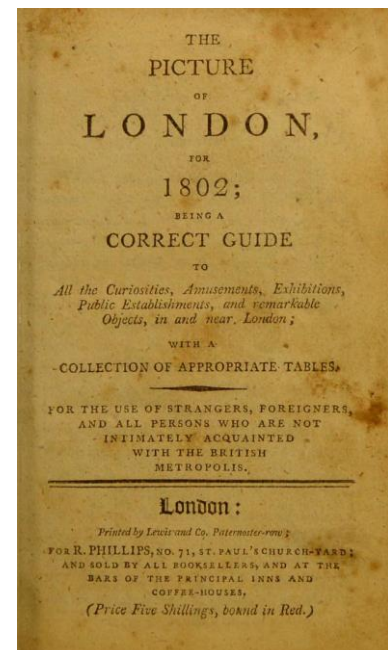 THE
PICTURE
OF
LONDON,
FOR
1802;
BEING A
CORRECT GUIDE
TO
All the Curiosities, Amusements, Exhibitions,
Public Establishments, and remarkable
Objects, in and near London;
WITH A
COLLECTION OF APPROPRIATE TABLES.
FOR THE USE OF STRANGERS, FOREIGNERS,
AND ALL PERSONS WHO ARE NOT
INTIMATELY ACQUAINTED
WITH THE BRITISH
METROPOLIS.
London:
Printed by Lewis and Co. Paternoster-row;
FOR R. PHILLIPS, NO. 71, ST. PAUL'S CHURCH-YARD;
AND SOLD BY ALL BOOKSELLERS, AND AT THE
BARS OF THE PRINCIPAL INNS AND
COFFEE-HOUSES.
(Price Five Shillings, bound in Red.)